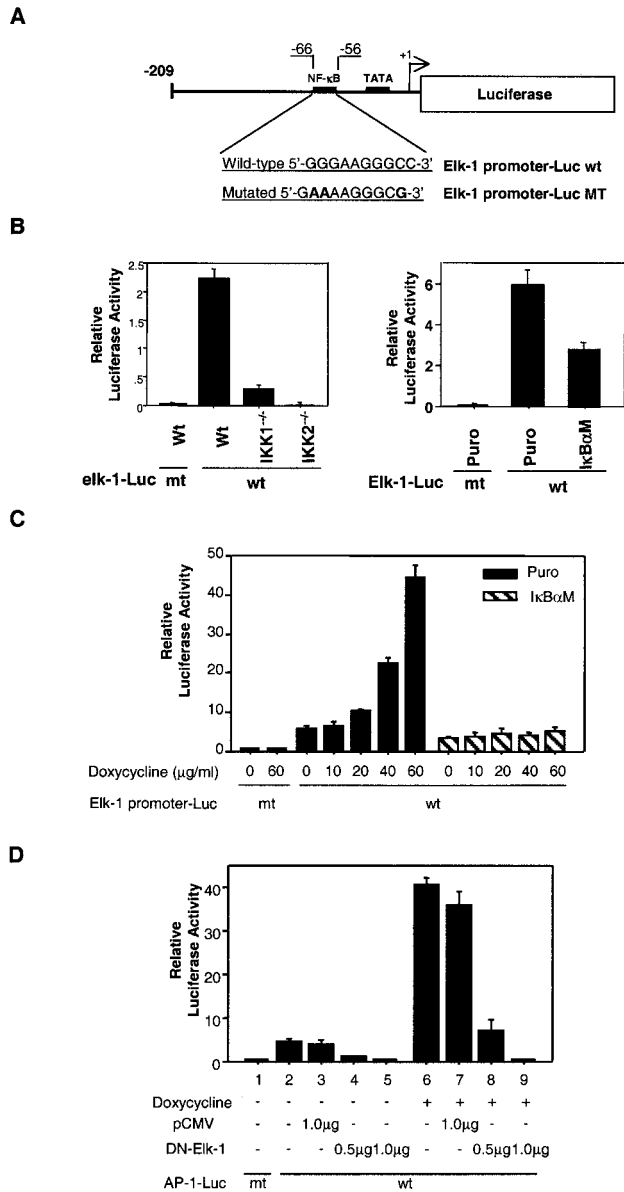 A
-66 -56
+1
-209
NF-κB TATA
Luciferase
Wild-type 5'-GGGAAGGGCC-3' Elk-1 promoter-Luc wt
Mutated 5'-GAAAAGGGCG-3' Elk-1 promoter-Luc MT
B
Relative
Luciferase Activity
2.5
2
1.5
1
.5
0
Wt Wt IKK1-/- IKK2-/-
elk-1-Luc mt wt
Relative
Luciferase Activity
6
4
2
0
Puro Puro IκBαM
Elk-1-Luc mt wt
C
Relative
Luciferase Activity
50
40
30
20
10
0
Puro
IκBαM
Doxycycline (μg/ml) 0 60 0 10 20 40 60 0 10 20 40 60
Elk-1 promoter-Luc mt wt
D
Relative
Luciferase Activity
40
30
20
10
0
1 2 3 4 5 6 7 8 9
Doxycycline - - - - - + + + +
pCMV - - 1.0μg - - - 1.0μg - -
DN-Elk-1 - - - 0.5μg 1.0μg - - 0.5μg 1.0μg
AP-1-Luc mt wt